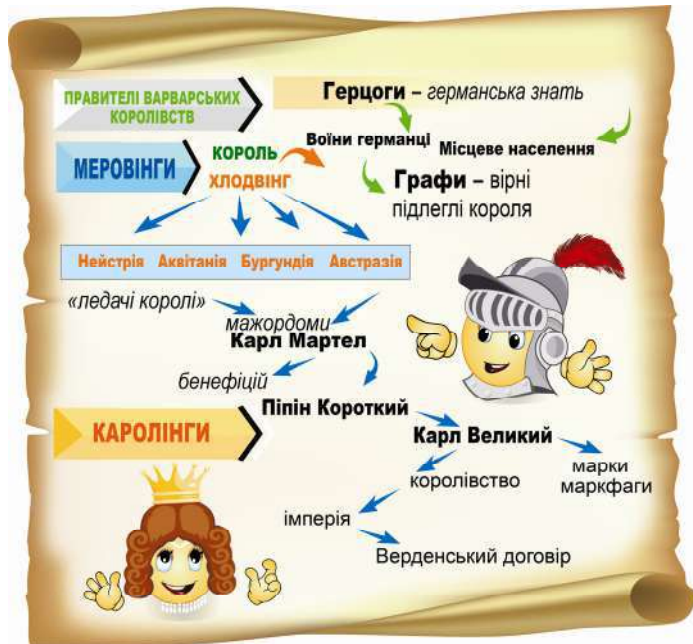 ПРАВИТЕЛІ ВАРВАРСЬКИХ
КОРОЛІВСТВ
Герцоги – германська знать
Воїни германці
Місцеве населення
МЕРОВІНГИ
КОРОЛЬ
ХЛОДВІНГ
Графи – вірні
підлеглі короля
Нейстрія Аквітанія Бургундія Австразія
«ледачі королі»
мажордоми
Карл Мартел
бенефіцій
Піпін Короткий
КАРОЛІНГИ
Карл Великий
королівство
марки
маркфаги
імперія
Верденський договір